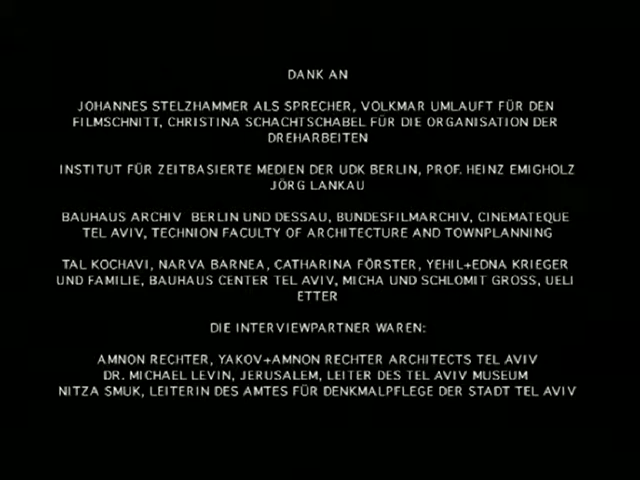 DANK AN
JOHANNES STELZHAMMER ALS SPRECHER, VOLKMAR UMLAUFT FÜR DEN
FILMSCHNITT, CHRISTINA SCHACHTSCHABEL FÜR DIE ORGANISATION DER
DREHARBEITEN
INSTITUT FÜR ZEITBASIERTE MEDIEN DER UDK BERLIN, PROF. HEINZ EMIGHOLZ
JÖRG LANKAU
BAUHAUS ARCHIV BERLIN UND DESSAU, BUNDESFILMARCHIV, CINEMATEQUE
TEL AVIV, TECHNION FACULTY OF ARCHITECTURE AND TOWNPLANNING
TAL KOCHAVI, NARVA BARNEA, CATHARINA FÖRSTER, YEHIL+EDNA KRIEGER
UND FAMILIE, BAUHAUS CENTER TEL AVIV, MICHA UND SCHLOMIT GROSS, UELI
ETTER
DIE INTERVIEWPARTNER WAREN:
AMNON RECHTER, YAKOV+AMNON RECHTER ARCHITECTS TEL AVIV
DR. MICHAEL LEVIN, JERUSALEM, LEITER DES TEL AVIV MUSEUM
NITZA SMUK, LEITERIN DES AMTES FÜR DENKMALPFLEGE DER STADT TEL AVIV